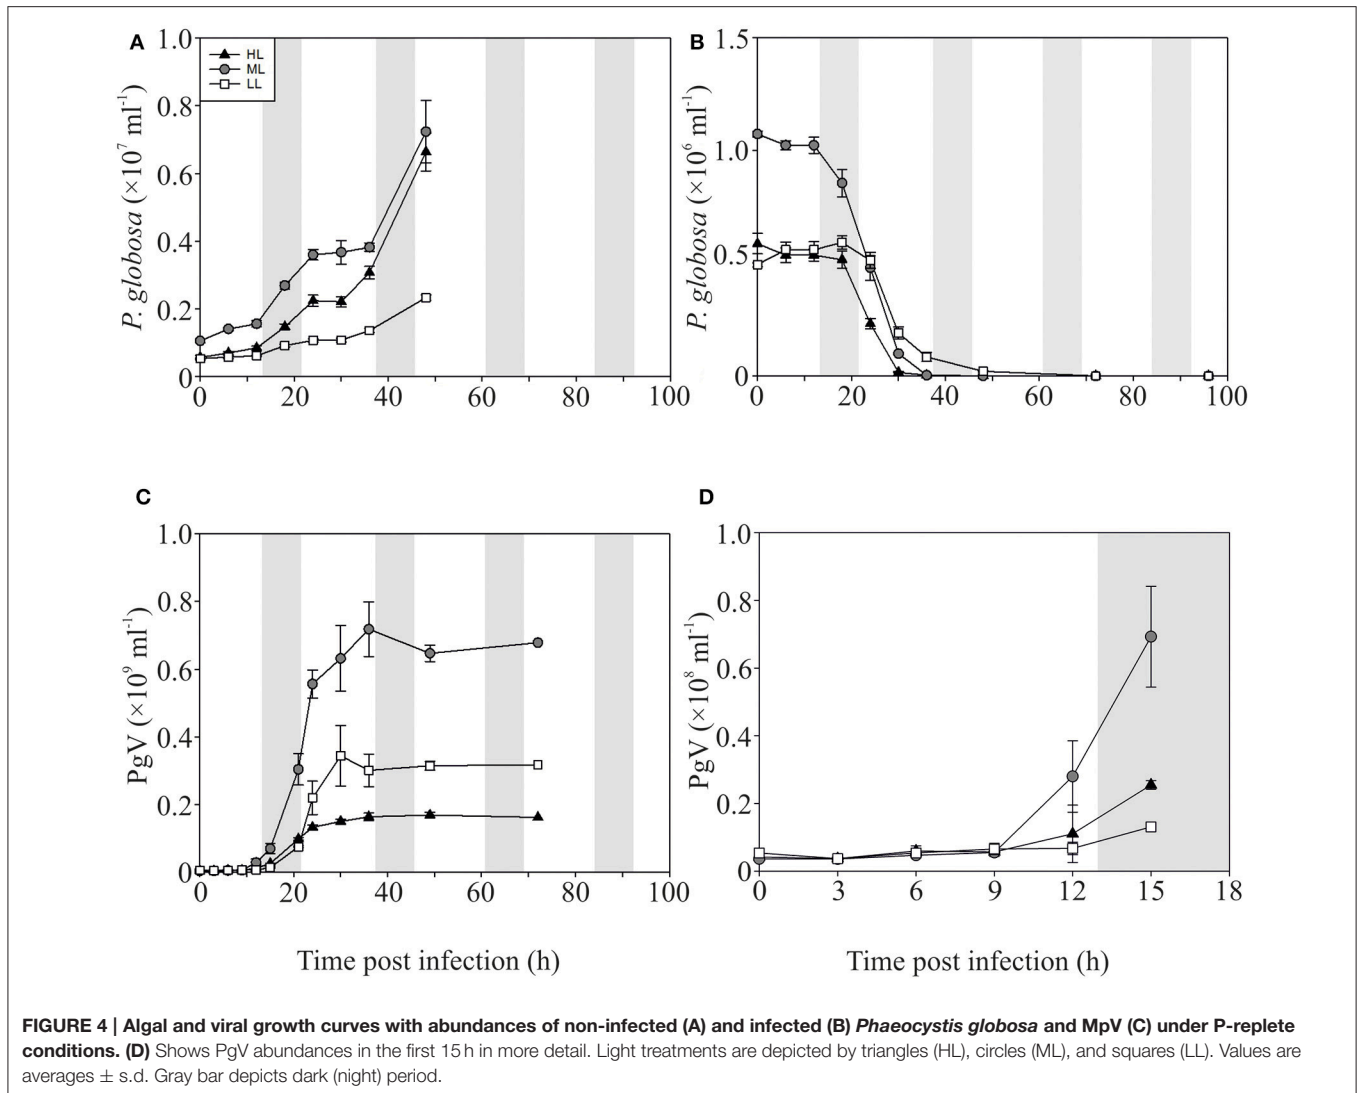 A
1.0
0.8
0.6
0.4
0.2
0
P. globosa (×10⁷ ml⁻¹)
HL
ML
LL
0 20 40 60 80 100
B
1.5
1.0
0.5
0
P. globosa (×10⁶ ml⁻¹)
0 20 40 60 80 100
C
1.0
0.8
0.6
0.4
0.2
0
PgV (×10⁹ ml⁻¹)
0 20 40 60 80 100
Time post infection (h)
D
1.0
0.8
0.6
0.4
0.2
0
PgV (×10⁸ ml⁻¹)
0 3 6 9 12 15 18
Time post infection (h)
FIGURE 4 | Algal and viral growth curves with abundances of non-infected (A) and infected (B) Phaeocystis globosa and MpV (C) under P-replete
conditions. (D) Shows PgV abundances in the first 15 h in more detail. Light treatments are depicted by triangles (HL), circles (ML), and squares (LL). Values are
averages ± s.d. Gray bar depicts dark (night) period.